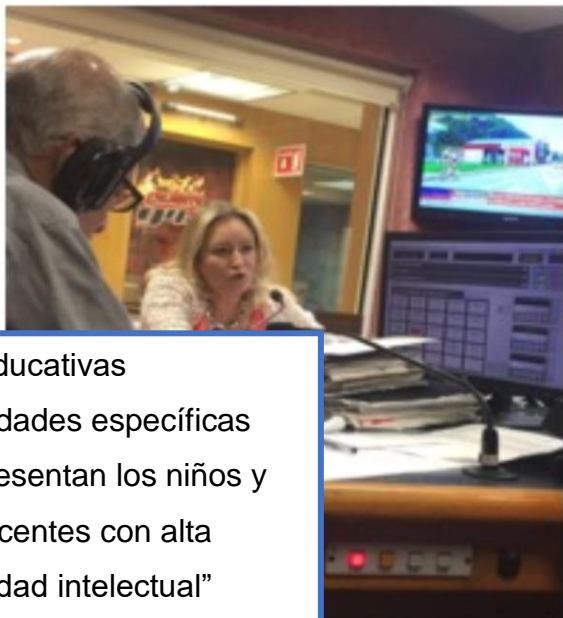 ducativas
dades específicas
esentan los niños y
centes con alta
dad intelectual”